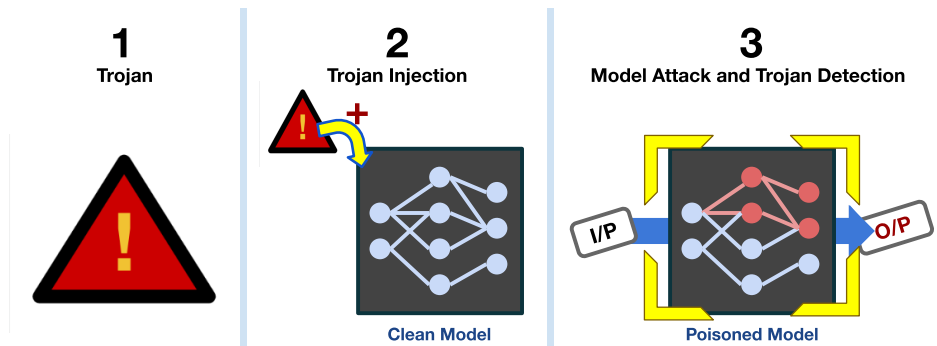 1
Trojan
!
2
Trojan Injection
!
+
Clean Model
3
Model Attack and Trojan Detection
I/P
O/P
Poisoned Model